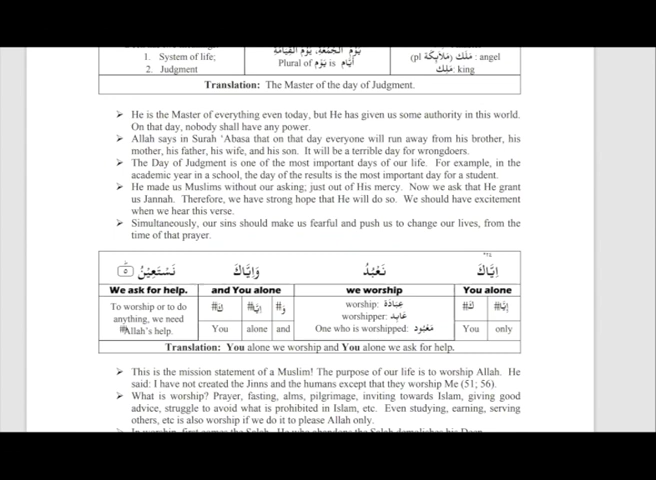 1. System of life; يَوْمُ الْجُمُعَة، يَوْمُ الْقِيَامَة (pl مَلَائِكَة) مَلَك : angel
2. Judgment Plural of يَوْم is أَيَّام مَلِك: king
Translation: The Master of the day of Judgment.
➢ He is the Master of everything even today, but He has given us some authority in this world.
On that day, nobody shall have any power.
➢ Allah says in Surah ‘Abasa that on that day everyone will run away from his brother, his
mother, his father, his wife, and his son. It will be a terrible day for wrongdoers.
➢ The Day of Judgment is one of the most important days of our life. For example, in the
academic year in a school, the day of the results is the most important day for a student.
➢ He made us Muslims without our asking; just out of His mercy. Now we ask that He grant
us Jannah. Therefore, we have strong hope that He will do so. We should have excitement
when we hear this verse.
➢ Simultaneously, our sins should make us fearful and push us to change our lives, from the
time of that prayer.
إِيَّاكَ نَعْبُدُ وَإِيَّاكَ نَسْتَعِيْنُ ٥
We ask for help. and You alone we worship You alone
To worship or to do anything, we need Allah's help.
كَ# إِيَّا# وَ#
You alone and
worship: عِبَادَة
worshipper: عَابِد
One who is worshipped: مَعْبُود
كَ# إِيَّا#
You only
Translation: You alone we worship and You alone we ask for help.
➢ This is the mission statement of a Muslim! The purpose of our life is to worship Allah. He
said: I have not created the Jinns and the humans except that they worship Me (51; 56).
➢ What is worship? Prayer, fasting, alms, pilgrimage, inviting towards Islam, giving good
advice, struggle to avoid what is prohibited in Islam, etc. Even studying, earning, serving
others, etc is also worship if we do it to please Allah only.